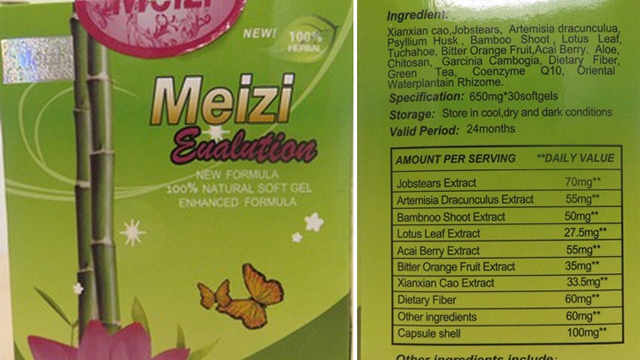 MEIZI
NEW!
100%
HERBAL
Meizi
Meizi
Eualution
NEW FORMULA
100% NATURAL SOFT GEL
ENHANCED FORMULA
Ingredient:
Xianxian cao,Jobstears, Artemisia dracunculua,
Psyllium Husk , Bamboo Shoot , Lotus Leaf,
Tuchahoe, Bitter Orange Fruit,Acai Berry, Aloe,
Chitosan, Garcinia Cambogia, Dietary Fiber,
Green Tea, Coenzyme Q10, Oriental
Waterplantain Rhizome.
Specification: 650mg*30softgels
Storage: Store in cool,dry and dark conditions
Valid Period: 24months
AMOUNT PER SERVING **DAILY VALUE
Jobstears Extract 70mg**
Artemisia Dracunculus Extract 55mg**
Bambnoo Shoot Extract 50mg**
Lotus Leaf Extract 27.5mg**
Acai Berry Extract 55mg**
Bitter Orange Fruit Extract 35mg**
Xianxian Cao Extract 33.5mg**
Dietary Fiber 60mg**
Other ingredients 60mg**
Capsule shell 100mg**
Other ingredients include: